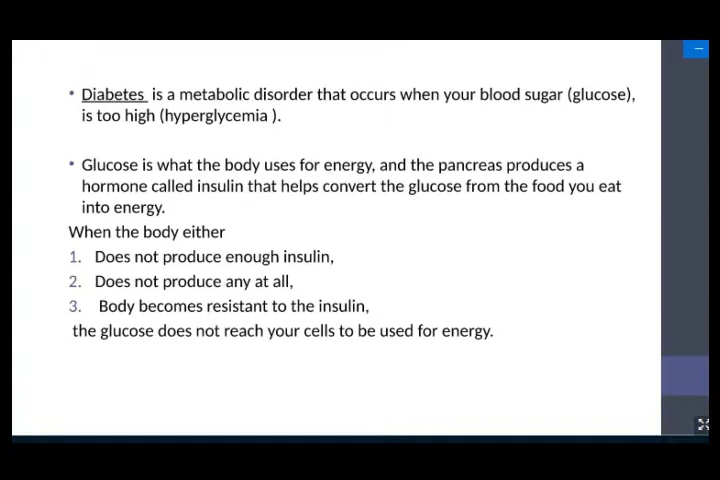 • Diabetes is a metabolic disorder that occurs when your blood sugar (glucose),
is too high (hyperglycemia ).
• Glucose is what the body uses for energy, and the pancreas produces a
hormone called insulin that helps convert the glucose from the food you eat
into energy.
When the body either
1. Does not produce enough insulin,
2. Does not produce any at all,
3. Body becomes resistant to the insulin,
the glucose does not reach your cells to be used for energy.